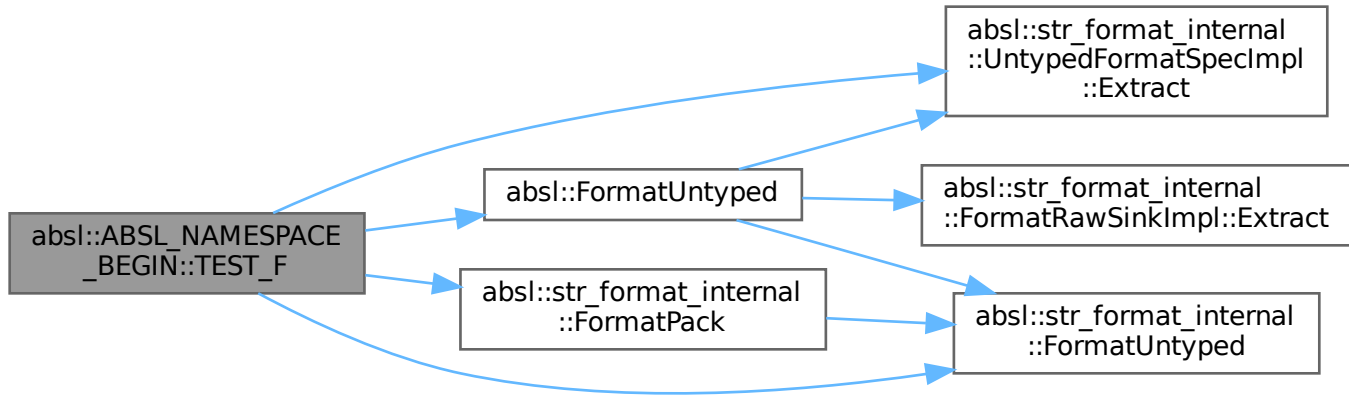 absl::ABSL_NAMESPACE
_BEGIN::TEST_F
absl::str_format_internal
::UntypedFormatSpecImpl
::Extract
absl::FormatUntyped
absl::str_format_internal
::FormatRawSinkImpl::Extract
absl::str_format_internal
::FormatPack
absl::str_format_internal
::FormatUntyped